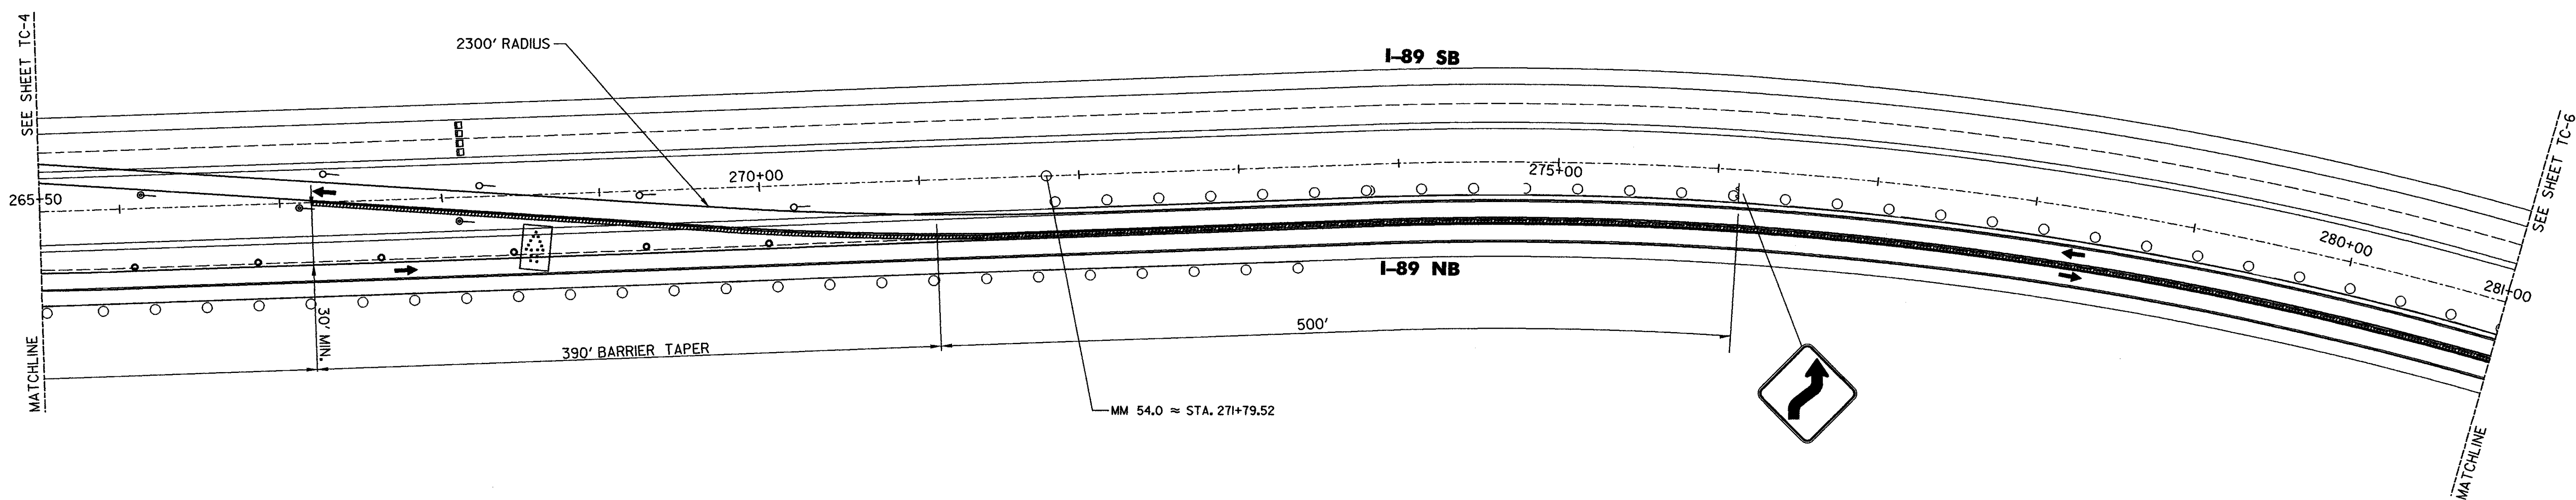 SEE SHEET TC-4
2300' RADIUS
I-89 SB
SEE SHEET TC-6
265+50
270+00
275+00
280+00
281+00
I-89 NB
30' MIN.
390' BARRIER TAPER
500'
MM 54.0 ≈ STA. 271+79.52
MATCHLINE
MATCHLINE